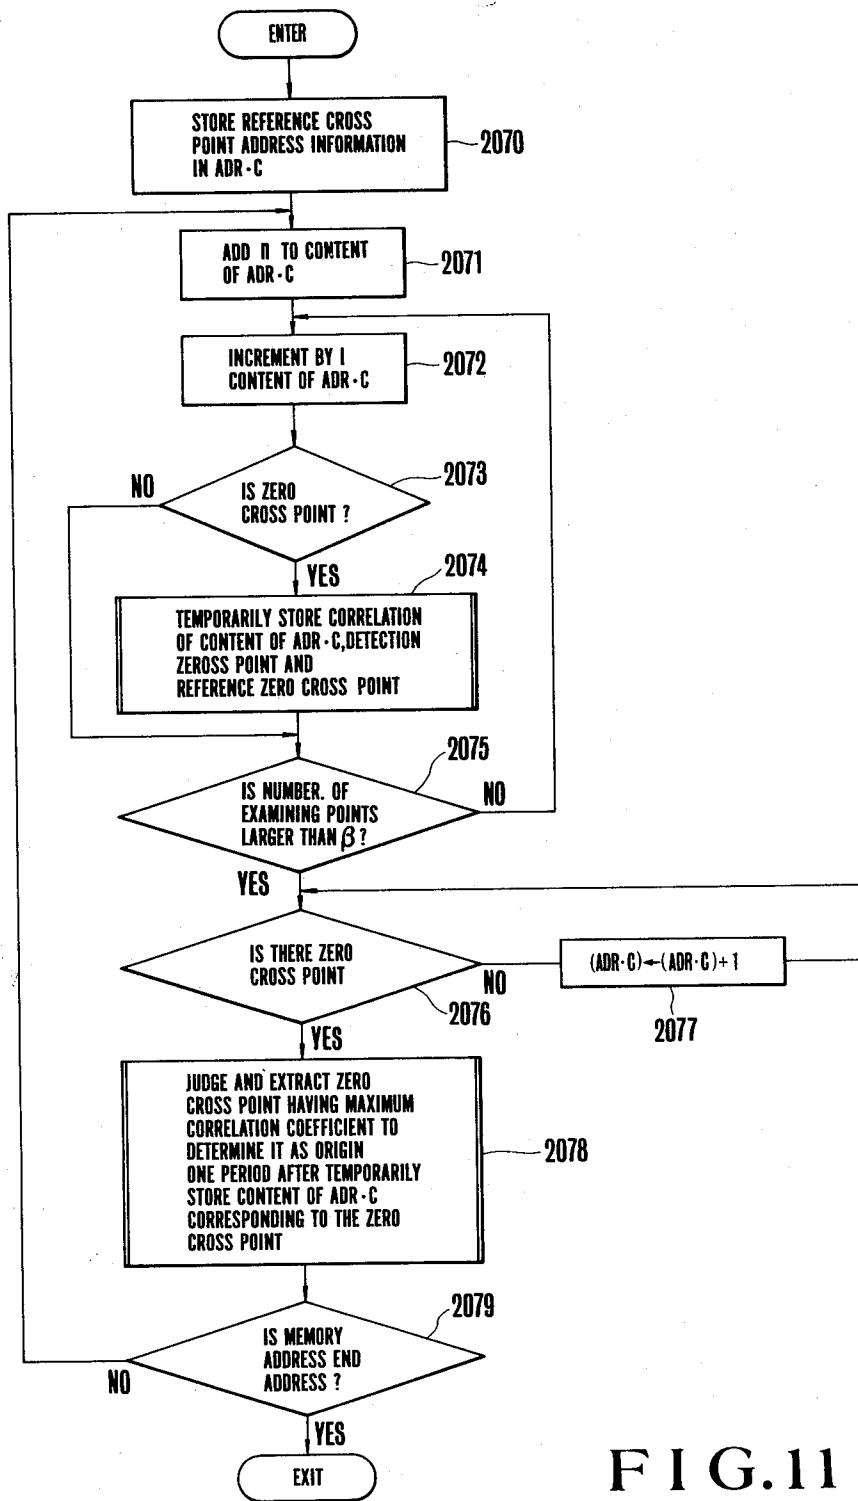 ENTER
STORE REFERENCE CROSS
POINT ADDRESS INFORMATION
IN ADR·C
2070
ADD n TO CONTENT
OF ADR·C
2071
INCREMENT BY 1
CONTENT OF ADR·C
2072
IS ZERO
CROSS POINT ?
2073
NO
YES
2074
TEMPORARILY STORE CORRELATION
OF CONTENT OF ADR·C,DETECTION
ZEROSS POINT AND
REFERENCE ZERO CROSS POINT
2075
IS NUMBER. OF
EXAMINING POINTS
LARGER THAN β ?
NO
YES
IS THERE ZERO
CROSS POINT
NO
2076
(ADR·C)←(ADR·C)+1
2077
YES
JUDGE AND EXTRACT ZERO
CROSS POINT HAVING MAXIMUM
CORRELATION COEFFICIENT TO
DETERMINE IT AS ORIGIN
ONE PERIOD AFTER TEMPORARILY
STORE CONTENT OF ADR·C
CORRESPONDING TO THE ZERO
CROSS POINT
2078
2079
IS MEMORY
ADDRESS END
ADDRESS ?
NO
YES
EXIT
FIG.11